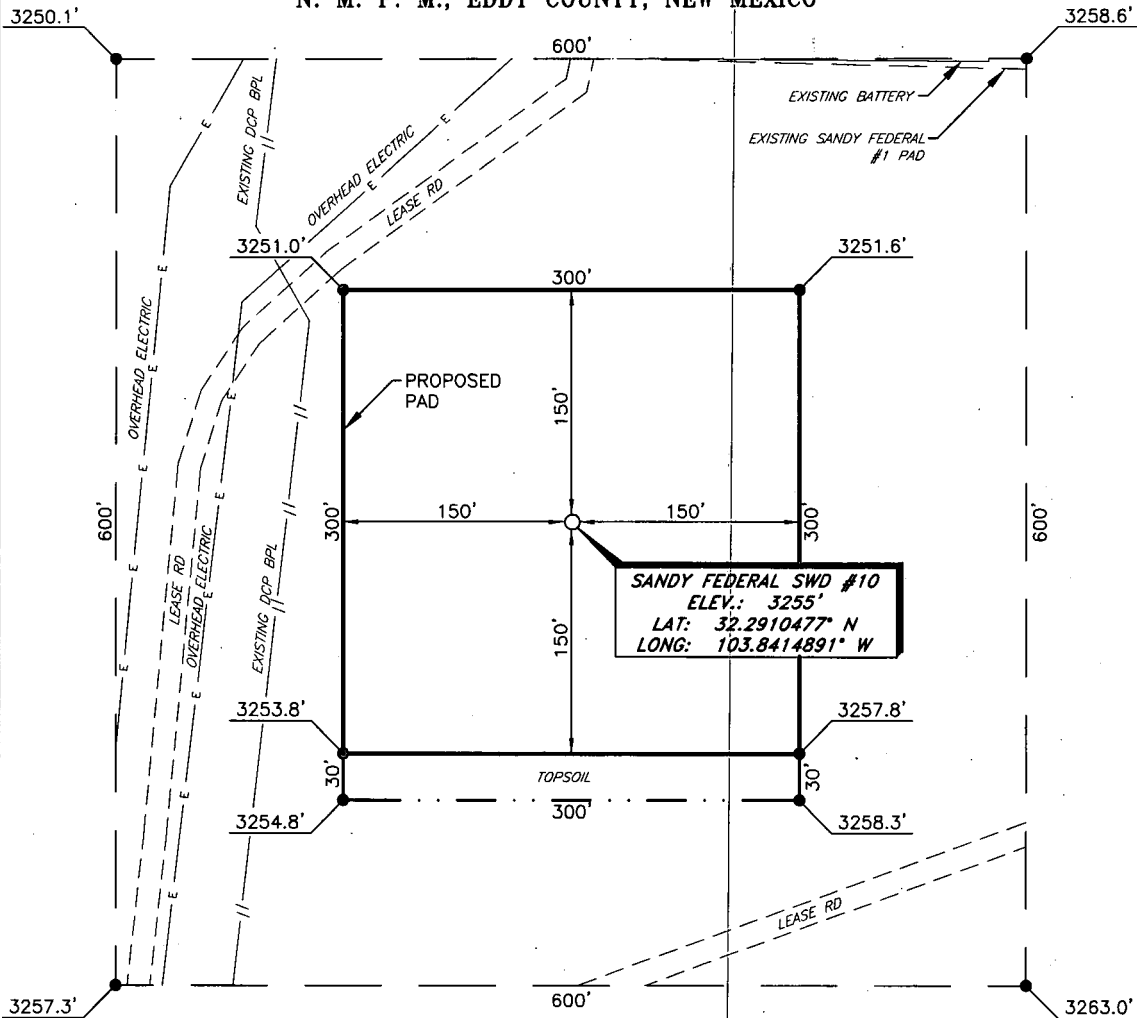 N. M. P. M., EDDY COUNTY, NEW MEXICO
3250.1'
3258.6'
600'
EXISTING BATTERY
EXISTING SANDY FEDERAL
#1 PAD
E
EXISTING DCP BPL
//
OVERHEAD ELECTRIC
E
E
LEASE RD
3251.0'
3251.6'
300'
E
E
OVERHEAD ELECTRIC
PROPOSED
PAD
150'
E
//
E
E
600'
300'
150'
150'
300'
600'
//
LEASE RD
OVERHEAD ELECTRIC
EXISTING DCP BPL
//
SANDY FEDERAL SWD #10
ELEV.: 3255'
LAT: 32.2910477° N
LONG: 103.8414891° W
150'
E
E
3253.8'
3257.8'
30'
TOPSOIL
30'
300'
3254.8'
3258.3'
E
//
LEASE RD
600'
3257.3'
3263.0'